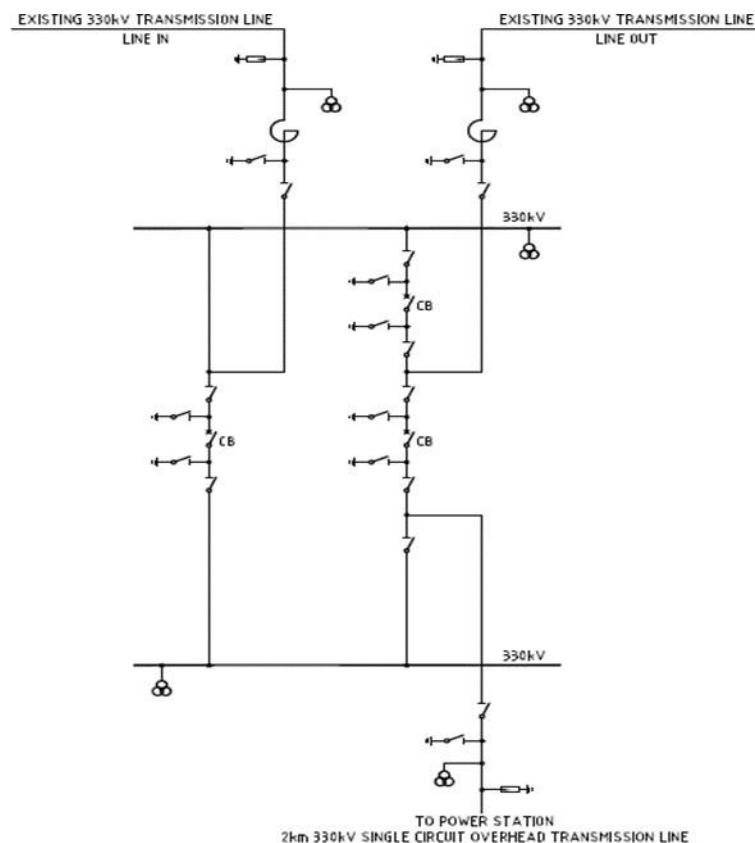 EXISTING 330kV TRANSMISSION LINE
LINE IN
EXISTING 330kV TRANSMISSION LINE
LINE OUT
330kV
CB
CB
CB
330kV
TO POWER STATION
2km 330kV SINGLE CIRCUIT OVERHEAD TRANSMISSION LINE